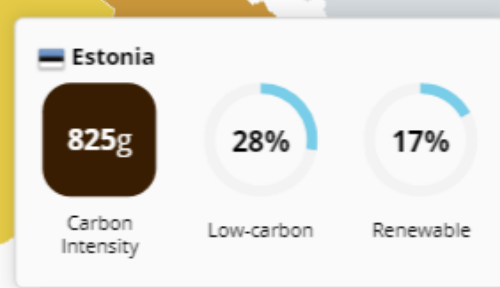 Estonia
825g 28% 17%
Carbon Low-carbon Renewable
Intensity